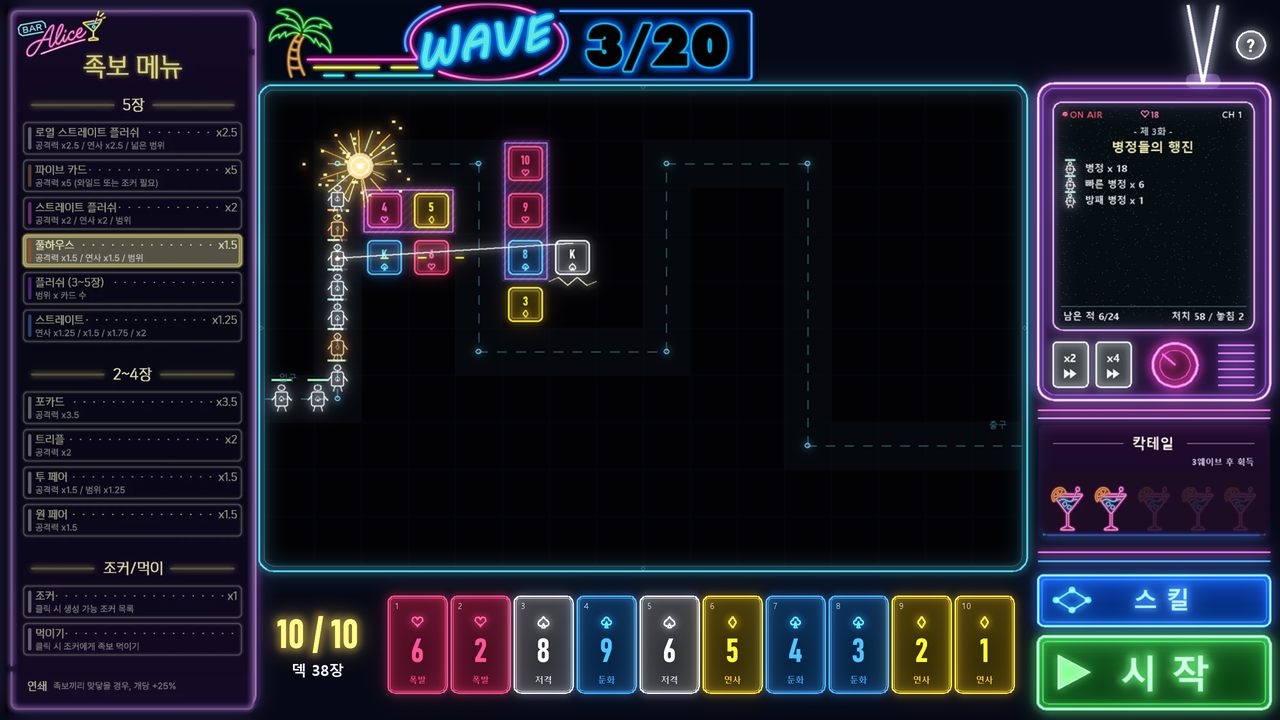 BAR Alice
족보 메뉴
5장
로열 스트레이트 플러쉬 · · · · · · · x2.5
공격력 x2.5 / 연사 x2.5 / 넓은 범위
파이브 카드 · · · · · · · · · · · · · · · x5
공격력 x5 (와일드 또는 조커 필요)
스트레이트 플러쉬 · · · · · · · · · · · x2
공격력 x2 / 연사 x2 / 범위
풀하우스 · · · · · · · · · · · · · · · x1.5
공격력 x1.5 / 연사 x1.5 / 범위
플러쉬 (3~5장)
범위 x 카드 수
스트레이트 · · · · · · · · · · · · · x1.25
연사 x1.25 / x1.5 / x1.75 / x2
2~4장
포카드 · · · · · · · · · · · · · · · · x3.5
공격력 x3.5
트리플 · · · · · · · · · · · · · · · · · x2
공격력 x2
투 페어 · · · · · · · · · · · · · · · x1.5
공격력 x1.5 / 범위 x1.25
원 페어 · · · · · · · · · · · · · · · x1.5
공격력 x1.5
조커/먹이
조커 · · · · · · · · · · · · · · · · · · x1
클릭 시 생성 가능 조커 목록
먹이기 · · · · · · · · · · · · · · · · ·
클릭 시 조커에게 족보 먹이기
연쇄 족보끼리 맞닿을 경우, 개당 +25%
WAVE 3/20
10
4 5 9
K 6 8 K
3
입구
출구
?
ON AIR ♡18 CH 1
- 제 3화 -
병정들의 행진
병정 x 18
빠른 병정 x 6
방패 병정 x 1
남은 적 6/24 처치 58 / 놓침 2
x2 x4
칵테일
3웨이브 후 획득
스킬
시작
10 / 10
덱 38장
1 2 3 4 5 6 7 8 9 10
6 2 8 9 6 5 4 3 2 1
폭발 폭발 저격 둔화 저격 연사 둔화 둔화 연사 연사